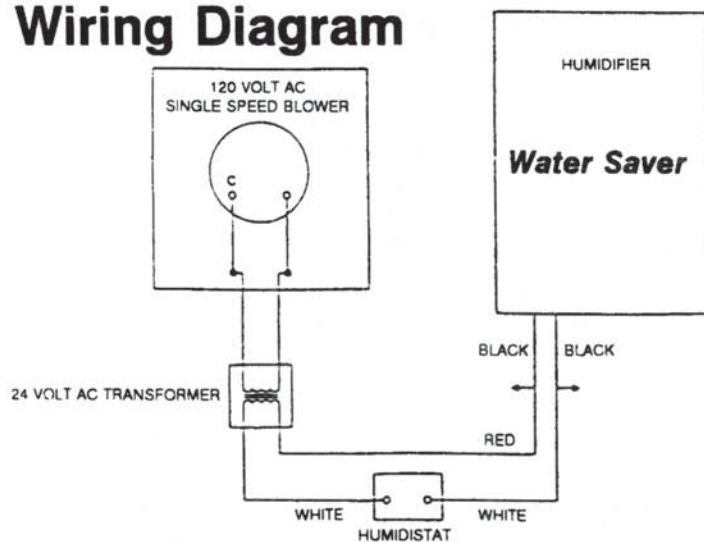 Wiring Diagram
120 VOLT AC
SINGLE SPEED BLOWER
C
HUMIDIFIER
Water Saver
BLACK
BLACK
24 VOLT AC TRANSFORMER
RED
WHITE
WHITE
HUMIDISTAT